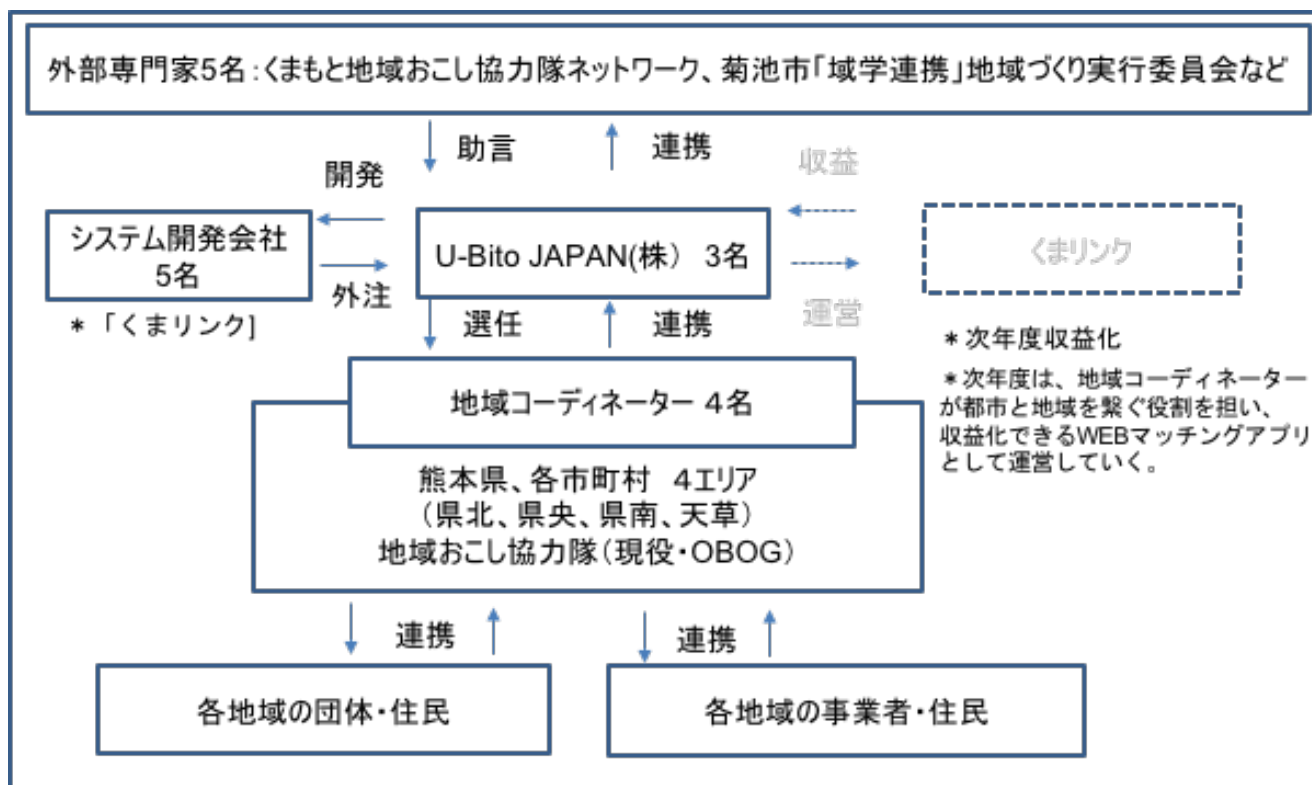 外部専門家5名：くまもと地域おこし協力隊ネットワーク、菊池市「域学連携」地域づくり実行委員会など
助言
連携
収益
開発
システム開発会社
5名
U-Bito JAPAN(株）　3名
くまリンク
外注
運営
＊「くまリンク]
選任
連携
＊次年度収益化
＊次年度は、地域コーディネーター
が都市と地域を繋ぐ役割を担い、
収益化できるWEBマッチングアプリ
として運営していく。
地域コーディネーター ４名
熊本県、各市町村　４エリア
（県北、県央、県南、天草）
地域おこし協力隊（現役・OBOG）
連携
連携
各地域の団体・住民
各地域の事業者・住民